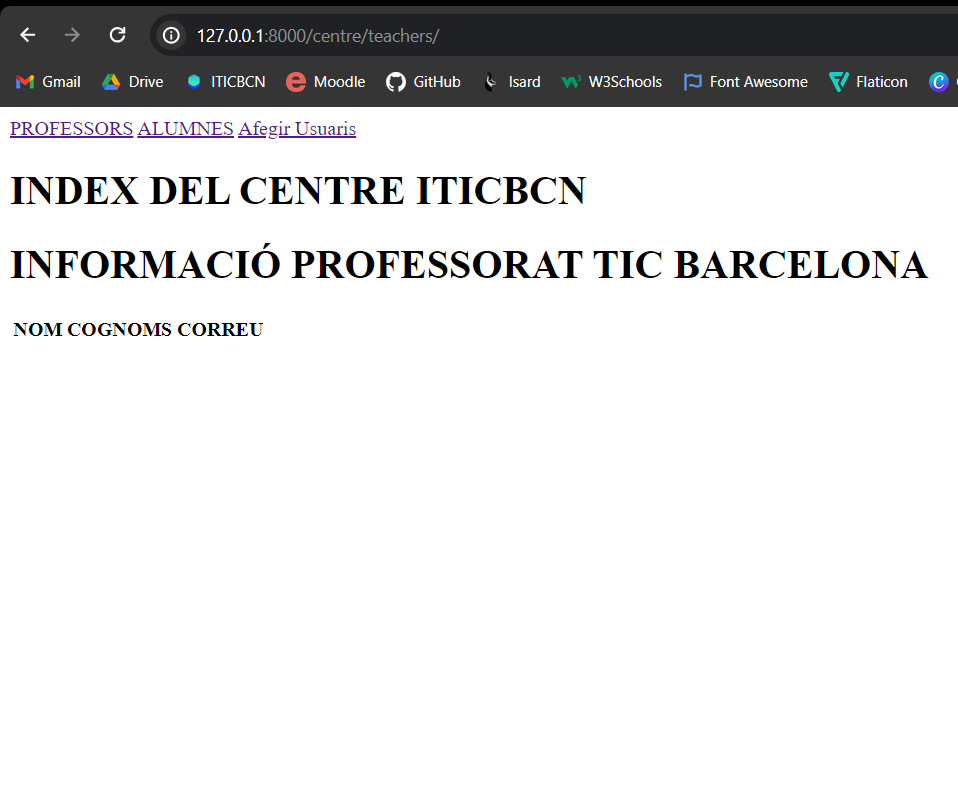 127.0.0.1:8000/centre/teachers/
Gmail Drive ITICBCN Moodle GitHub Isard W3Schools Font Awesome Flaticon
PROFESSORS ALUMNES Afegir Usuaris
INDEX DEL CENTRE ITICBCN
INFORMACIÓ PROFESSORAT TIC BARCELONA
NOM COGNOMS CORREU